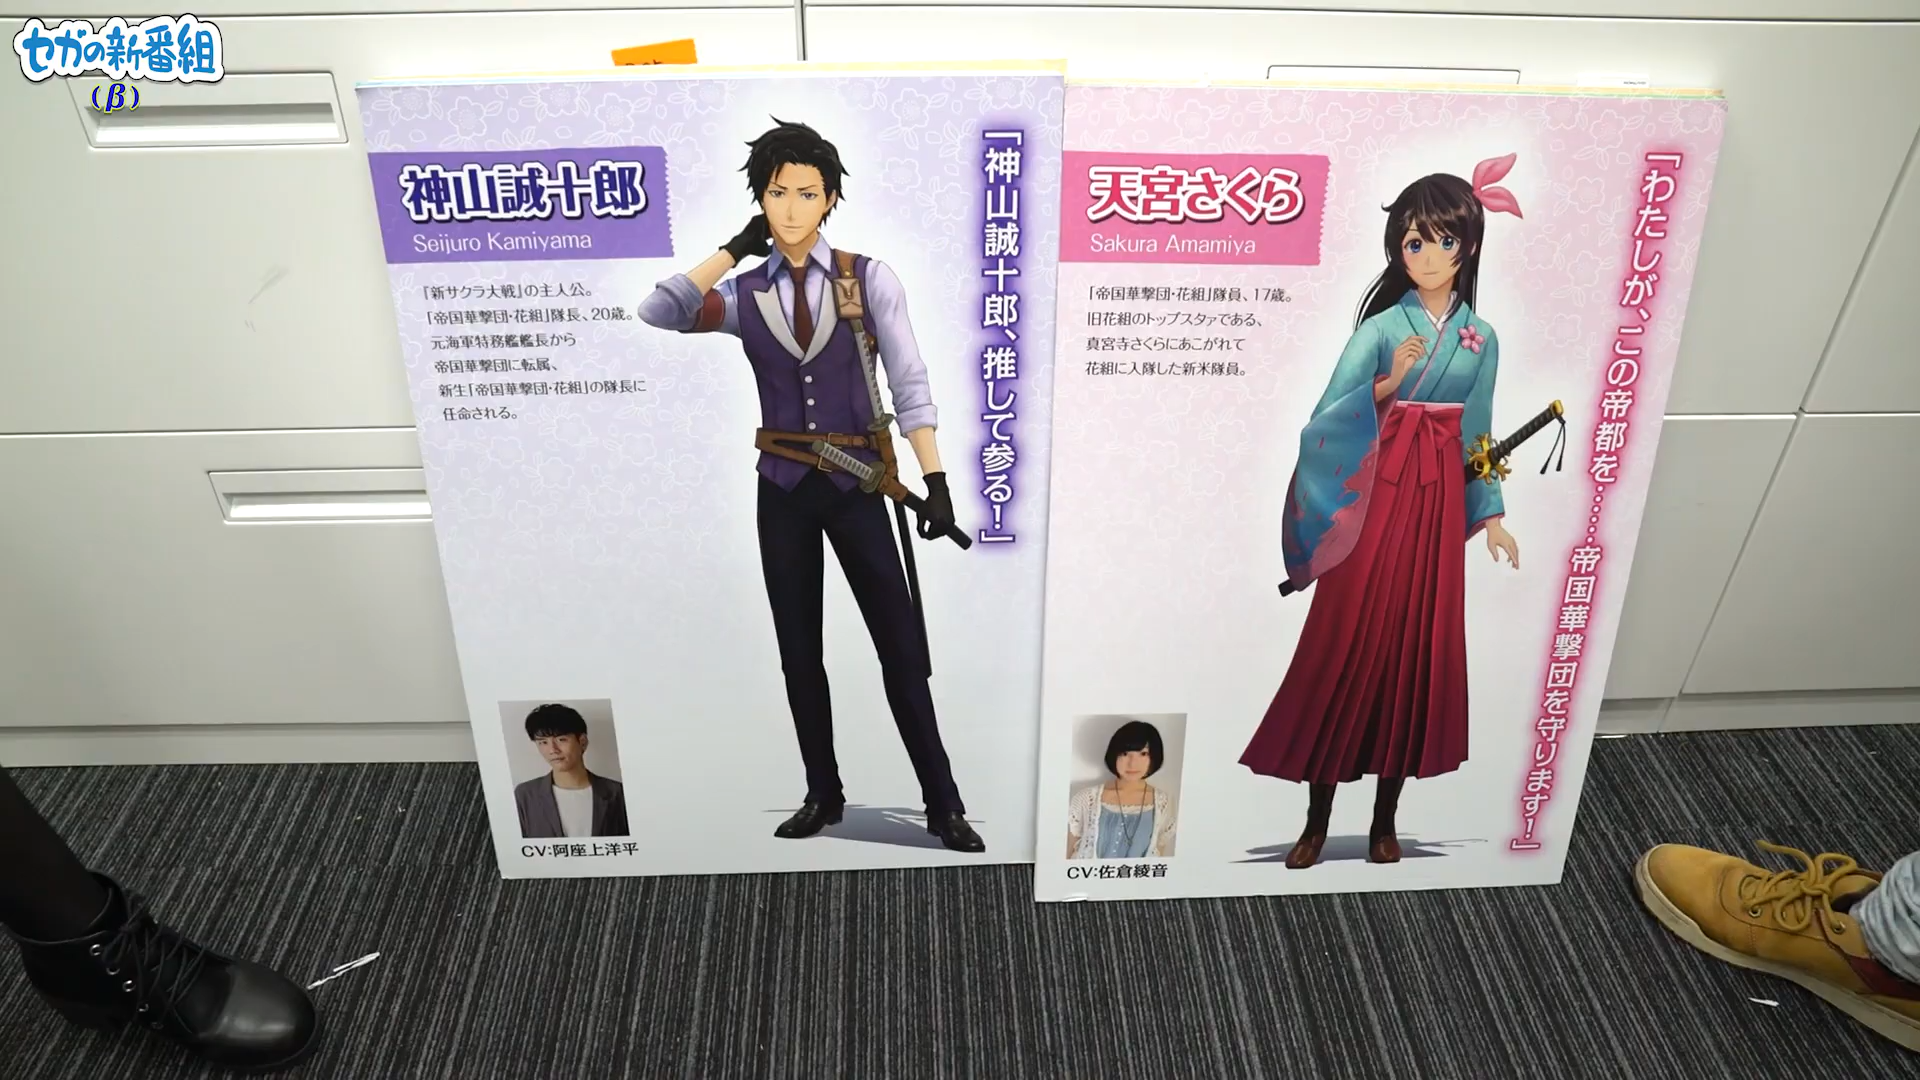 セガの新番組
(β)
神山誠十郎
Seijuro Kamiyama
『新サクラ大戦』の主人公。
「帝国華撃団・花組」隊長、20歳。
元海軍特務艦艦長から
帝国華撃団に転属、
新生「帝国華撃団・花組」の隊長に
任命される。
「神山誠十郎、推して参る!」
CV:阿座上洋平
天宮さくら
Sakura Amamiya
「帝国華撃団・花組」隊員、17歳。
旧花組のトップスタァである、
真宮寺さくらにあこがれて
花組に入隊した新米隊員。
「わたしが、この帝都を……帝国華撃団を守ります!」
CV:佐倉綾音